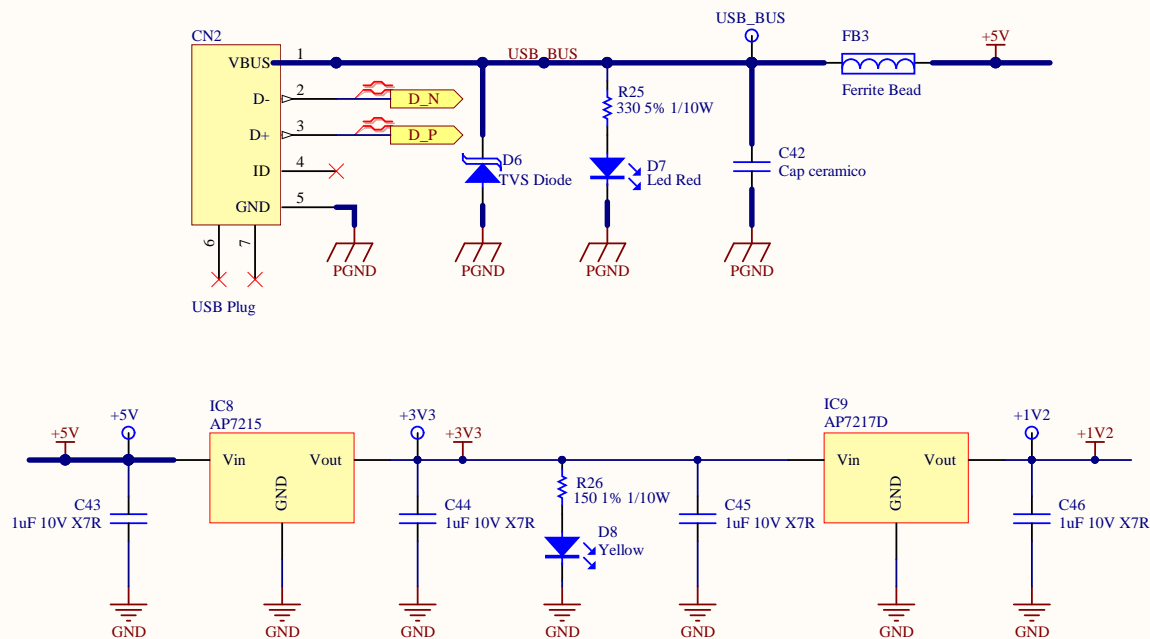 USB_BUS
CN2
FB3
+5V
VBUS
1
USB_BUS
D-
2
D_N
R25
330 5% 1/10W
Ferrite Bead
D+
3
D_P
ID
4
D6
TVS Diode
D7
Led Red
C42
Cap ceramico
GND
5
6
7
PGND
PGND
PGND
PGND
USB Plug
IC8
AP7215
IC9
AP7217D
+5V
+5V
+3V3
+3V3
+1V2
+1V2
Vin
Vout
GND
Vin
Vout
GND
C43
1uF 10V X7R
C44
1uF 10V X7R
R26
150 1% 1/10W
D8
Yellow
C45
1uF 10V X7R
C46
1uF 10V X7R
GND
GND
GND
GND
GND
GND
GND